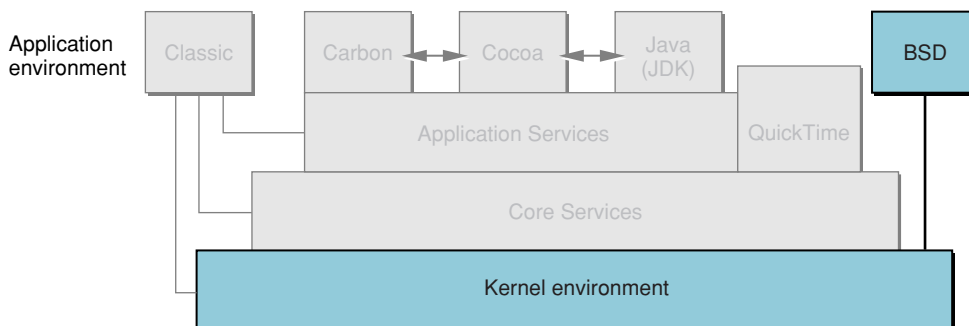 Application
environment
Classic
Carbon
Cocoa
Java
(JDK)
BSD
Application Services
QuickTime
Core Services
Kernel environment